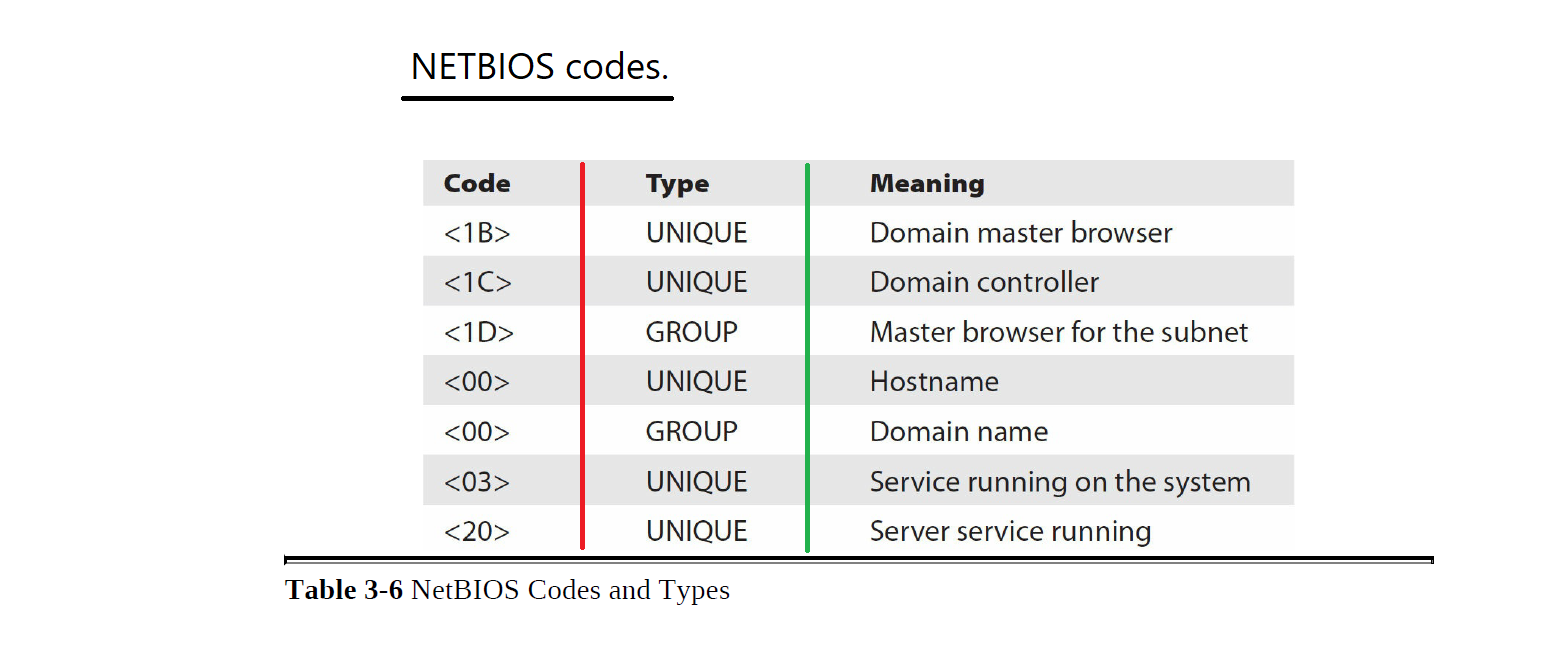 NETBIOS codes.
Code Type Meaning
<1B> UNIQUE Domain master browser
<1C> UNIQUE Domain controller
<1D> GROUP Master browser for the subnet
<00> UNIQUE Hostname
<00> GROUP Domain name
<03> UNIQUE Service running on the system
<20> UNIQUE Server service running
Table 3-6 NetBIOS Codes and Types